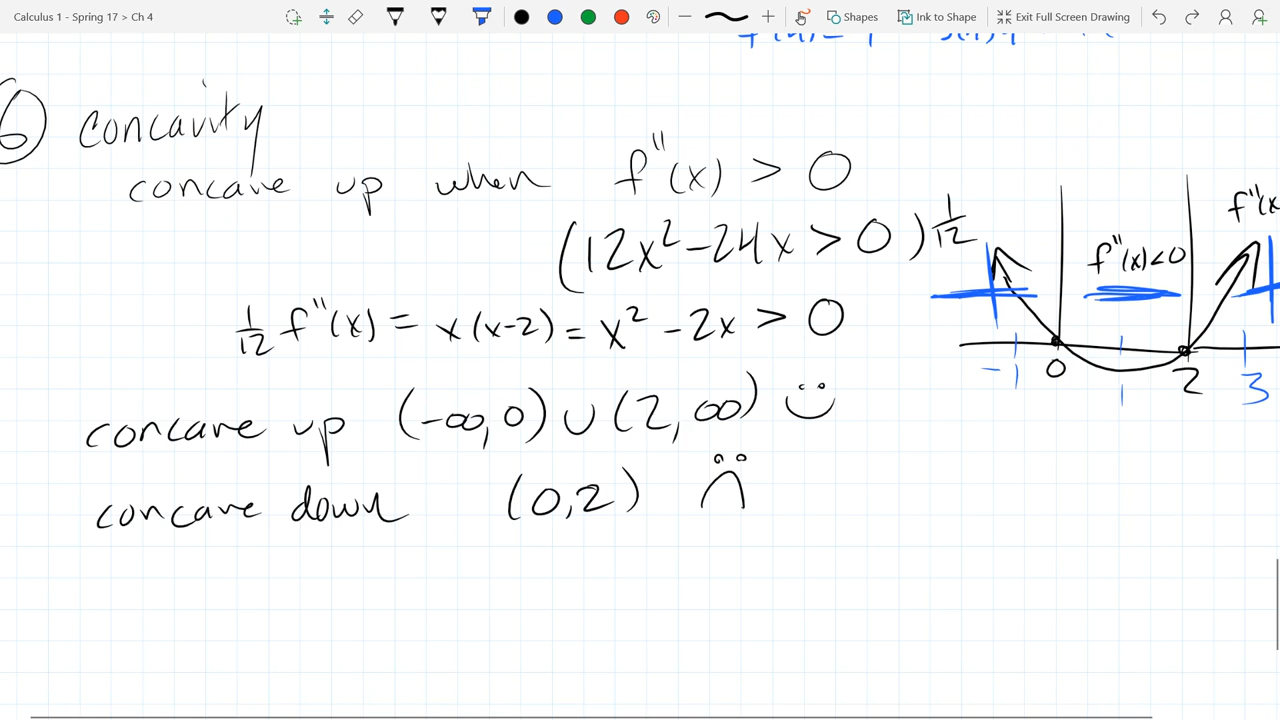 Calculus 1 - Spring 17 > Ch 4
Shapes
Ink to Shape
Exit Full Screen Drawing
6 concavity
concave up when f''(x) > 0
(12x² - 24x > 0) 1/12
1/12 f''(x) = x(x-2) = x² - 2x > 0
concave up (-∞, 0) ∪ (2, ∞)
concave down (0, 2)
f''(x
f''(x) < 0
-1 0 1 2 3